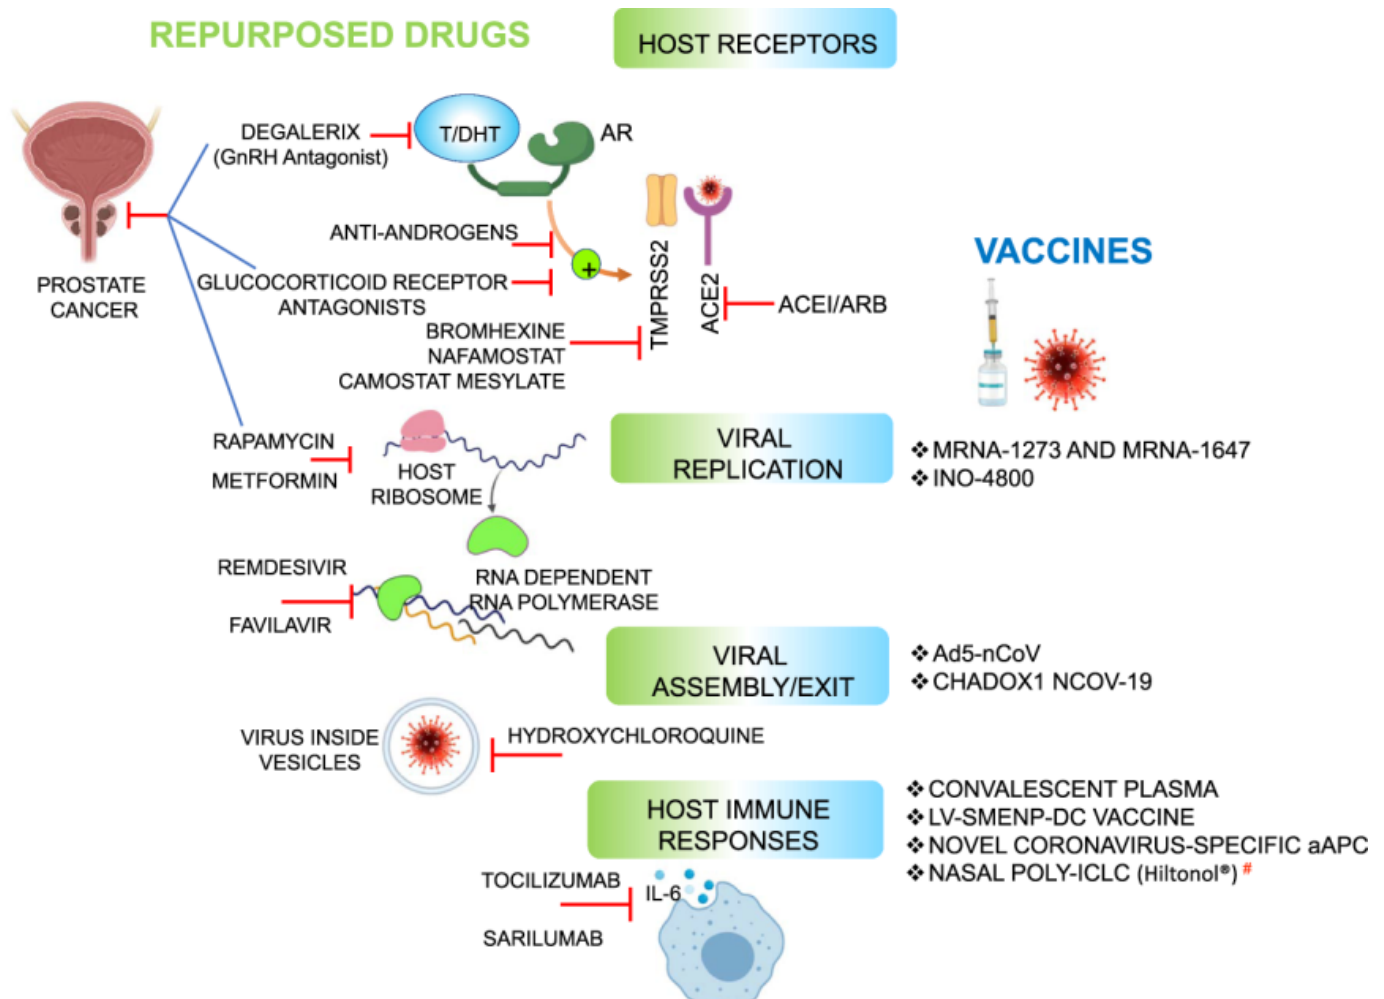 REPURPOSED DRUGS
HOST RECEPTORS
DEGALERIX
(GnRH Antagonist)
T/DHT
AR
ANTI-ANDROGENS
+
GLUCOCORTICOID RECEPTOR
ANTAGONISTS
PROSTATE
CANCER
BROMHEXINE
NAFAMOSTAT
CAMOSTAT MESYLATE
TMPRSS2
ACE2
ACEI/ARB
VACCINES
RAPAMYCIN
METFORMIN
HOST
RIBOSOME
VIRAL
REPLICATION
❖ MRNA-1273 AND MRNA-1647
❖ INO-4800
REMDESIVIR
FAVILAVIR
RNA DEPENDENT
RNA POLYMERASE
VIRAL
ASSEMBLY/EXIT
❖ Ad5-nCoV
❖ CHADOX1 NCOV-19
VIRUS INSIDE
VESICLES
HYDROXYCHLOROQUINE
HOST IMMUNE
RESPONSES
❖ CONVALESCENT PLASMA
❖ LV-SMENP-DC VACCINE
❖ NOVEL CORONAVIRUS-SPECIFIC aAPC
❖ NASAL POLY-ICLC (Hiltonol®) #
TOCILIZUMAB
SARILUMAB
IL-6